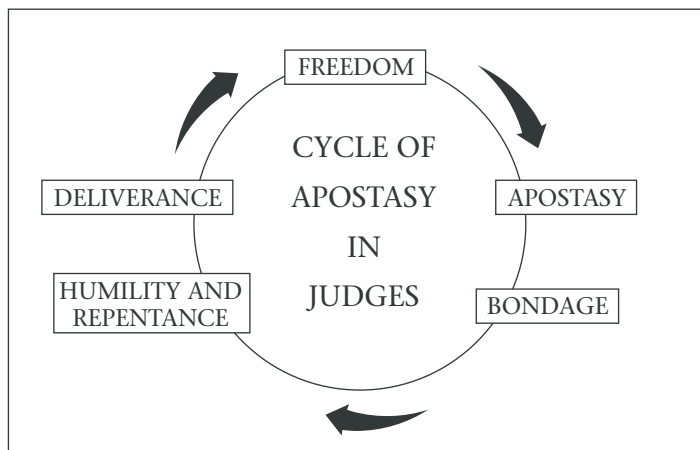 FREEDOM
CYCLE OF
APOSTASY
IN
JUDGES
APOSTASY
BONDAGE
HUMILITY AND
REPENTANCE
DELIVERANCE